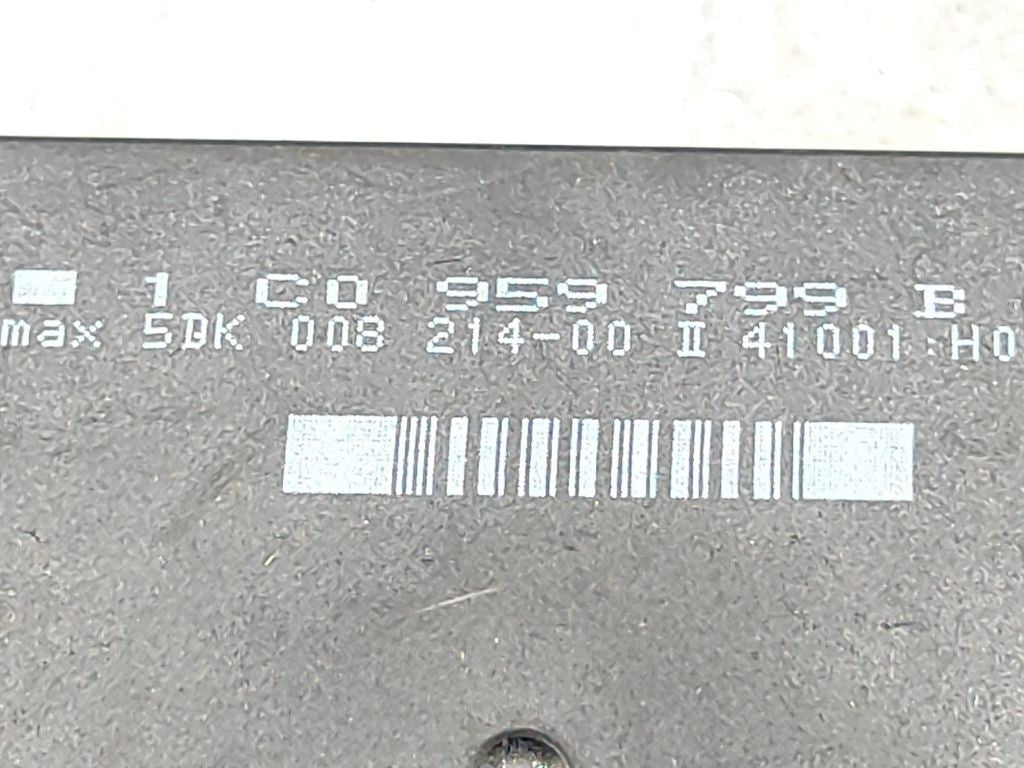 1 C0 959 799 B
max 5DK 008 214-00 II 41001 H0